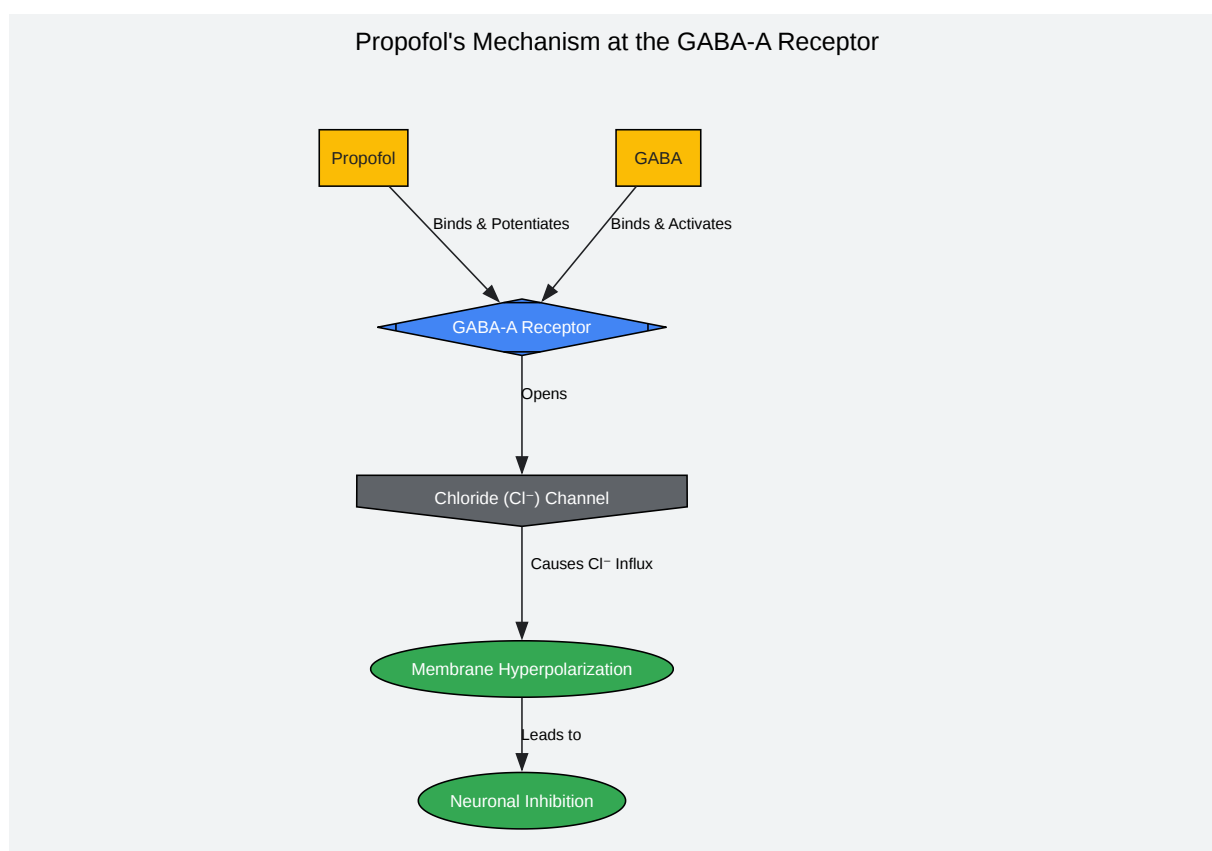 Propofol's Mechanism at the GABA-A Receptor
Propofol
GABA
Binds & Potentiates
Binds & Activates
GABA-A Receptor
Opens
Chloride (Cl⁻) Channel
Causes Cl⁻ Influx
Membrane Hyperpolarization
Leads to
Neuronal Inhibition